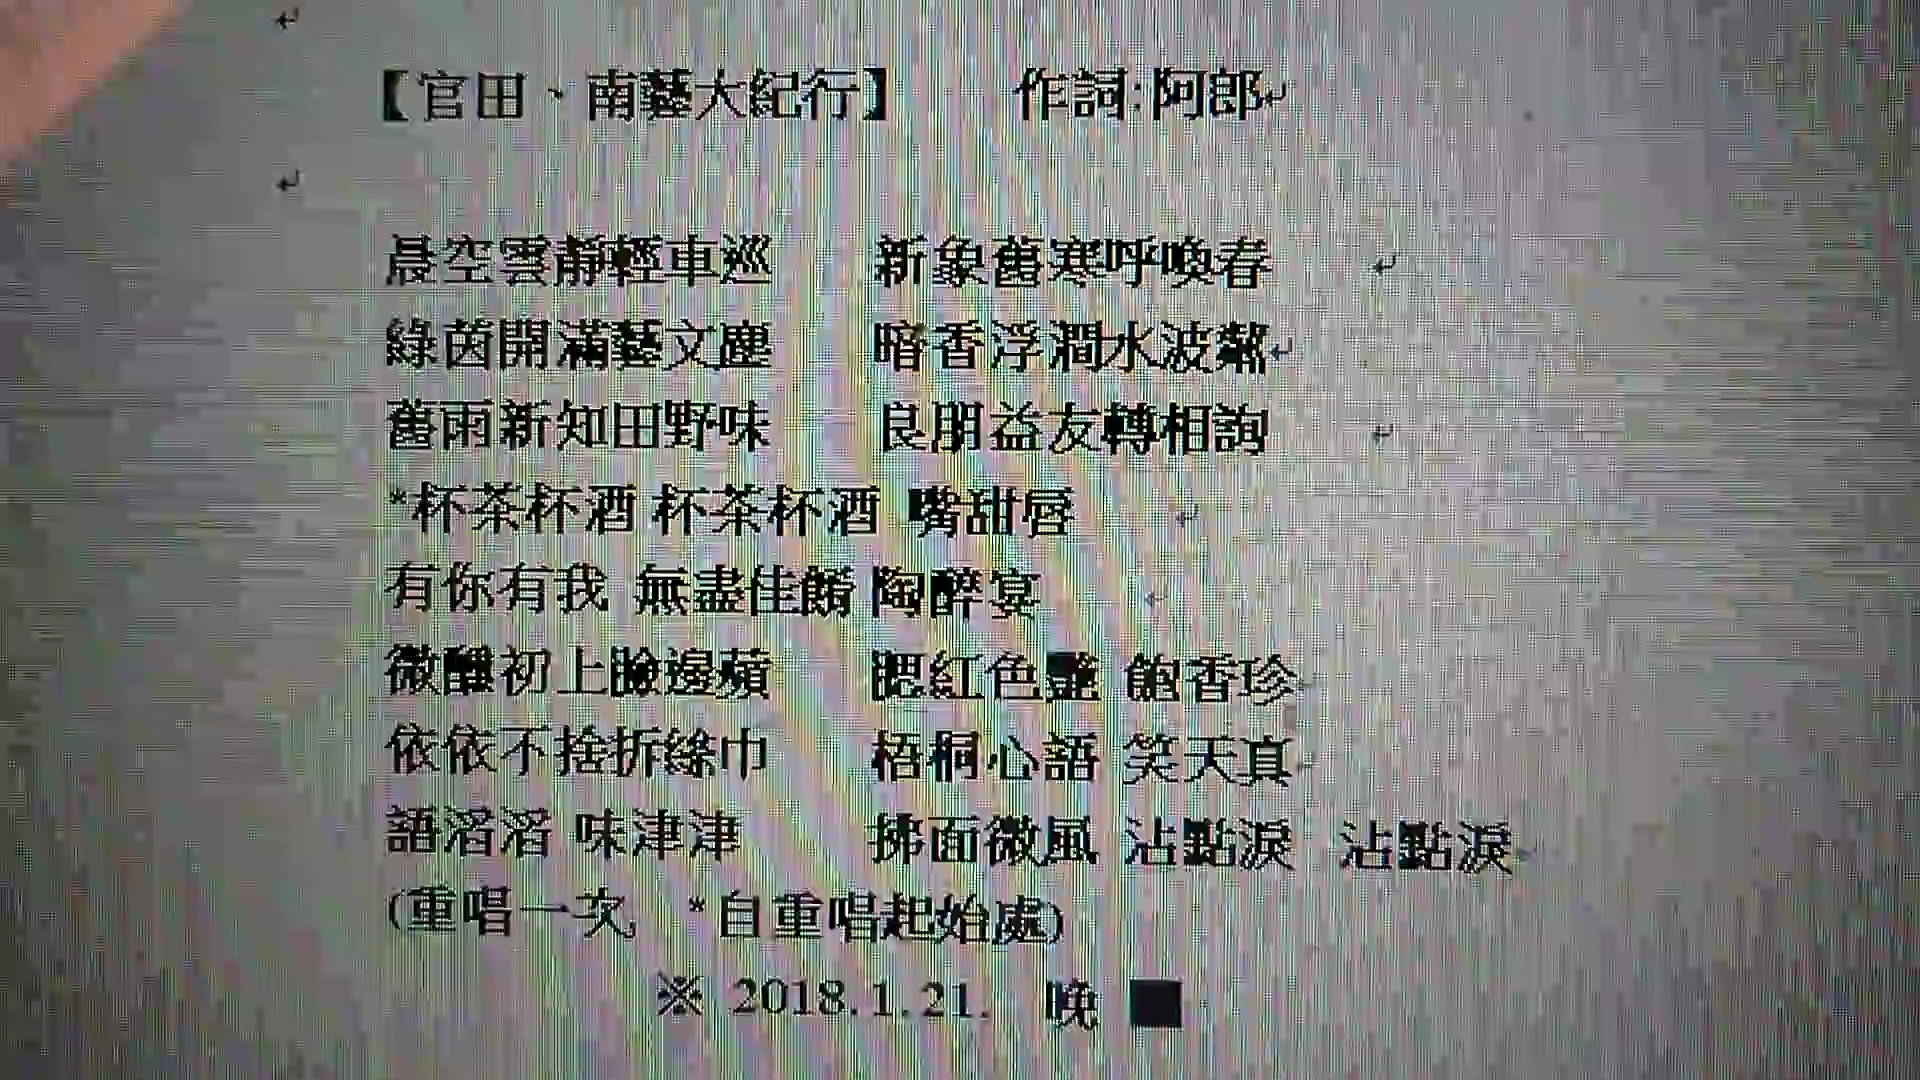 【官田、南藝大紀行】 作詞:阿郎
晨空雲靜輕車巡 新象舊寒呼喚春
綠茵開滿藝文塵 暗香浮澗水波粼
舊雨新知田野味 良朋益友轉相詢
*杯茶杯酒 杯茶杯酒 嘴甜唇
有你有我 無盡佳餚 陶醉宴
微醺初上臉邊蘋 腮紅色艷 飽香珍
依依不捨折絲巾 梧桐心語 笑天真
語滔滔 味津津 拂面微風 沾點淚 沾點淚
(重唱一次 *自重唱起始處)
※ 2018.1.21. 晚 ■